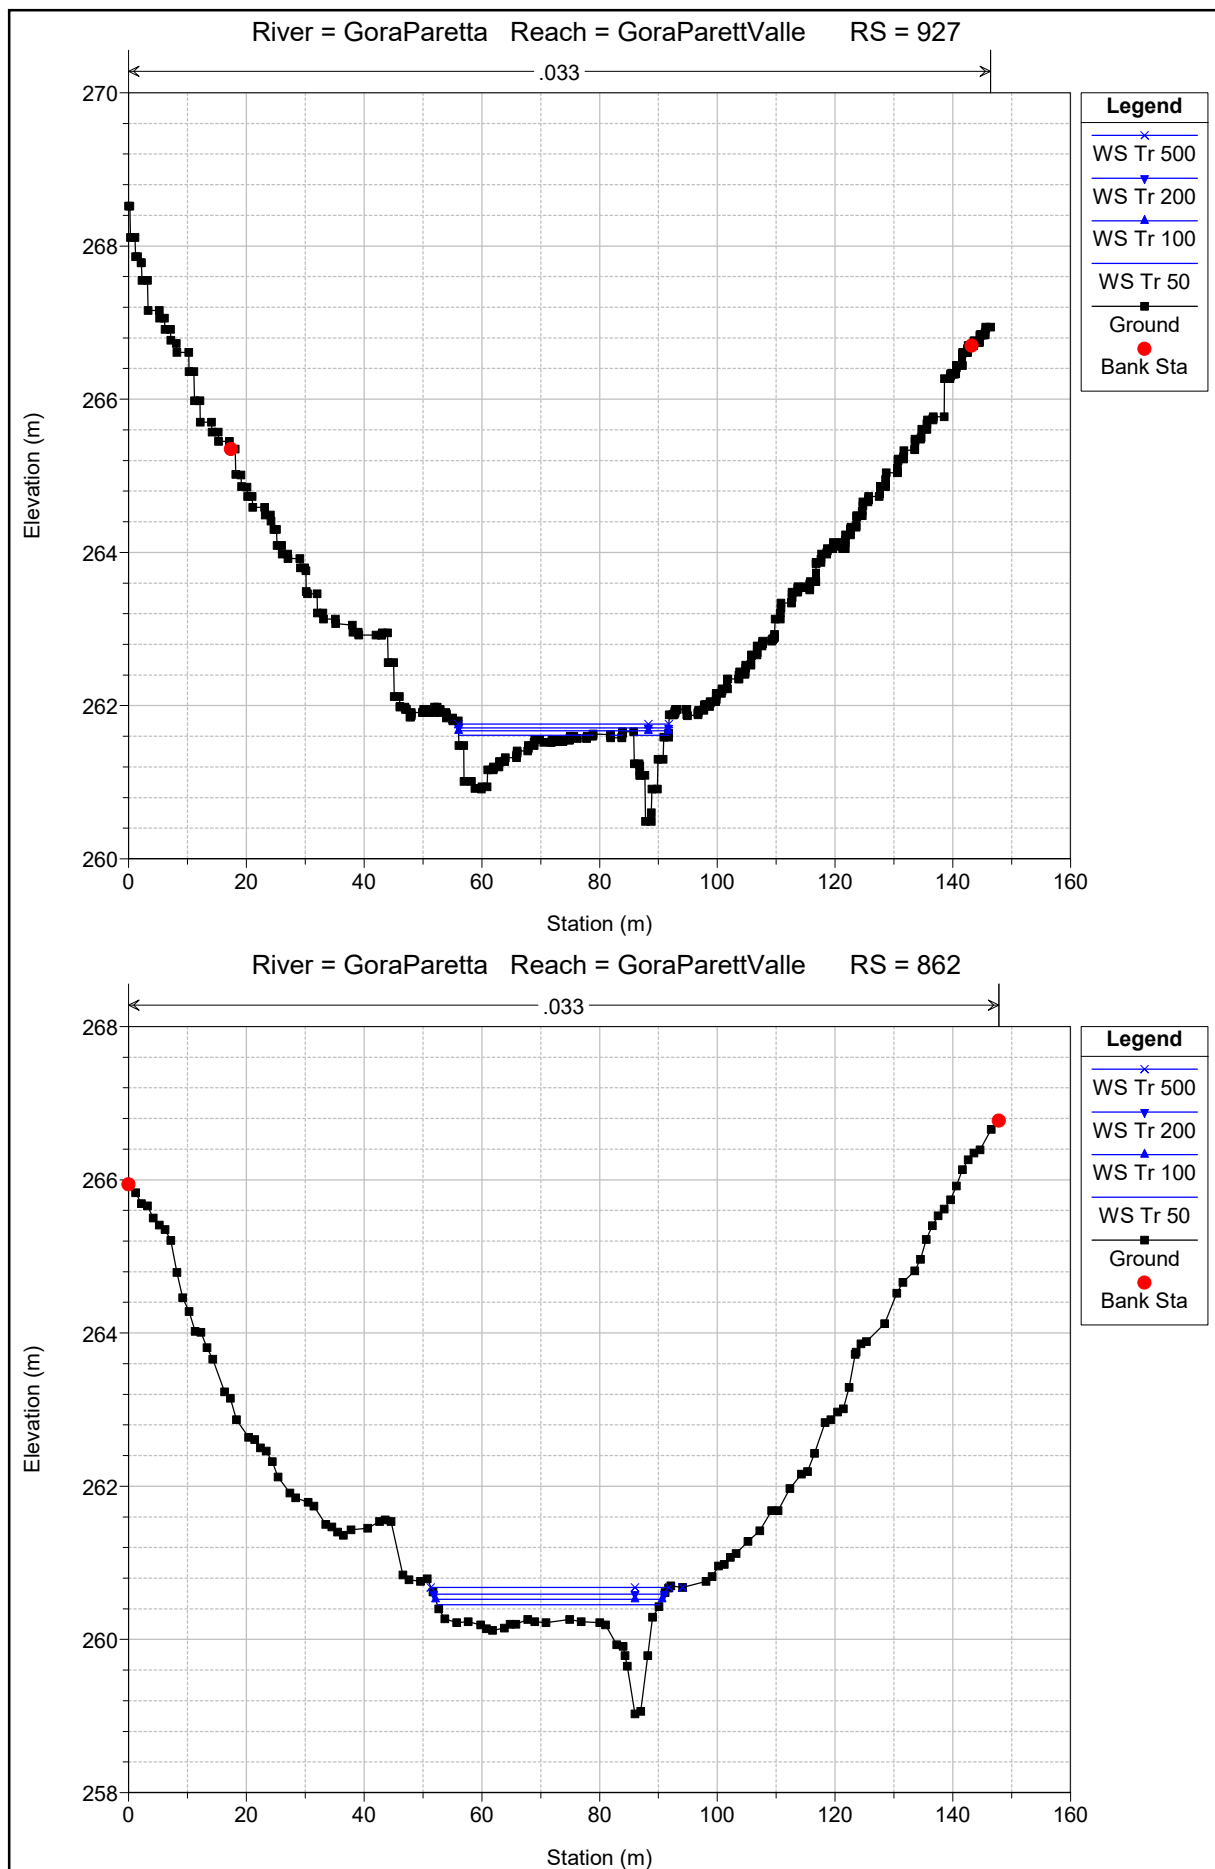 River = GoraParetta Reach = GoraParettValle RS = 927
.033
270
268
266
264
262
260
Elevation (m)
0 20 40 60 80 100 120 140 160
Station (m)
Legend
WS Tr 500
WS Tr 200
WS Tr 100
WS Tr 50
Ground
Bank Sta
River = GoraParetta Reach = GoraParettValle RS = 862
.033
268
266
264
262
260
258
Elevation (m)
0 20 40 60 80 100 120 140 160
Station (m)
Legend
WS Tr 500
WS Tr 200
WS Tr 100
WS Tr 50
Ground
Bank Sta